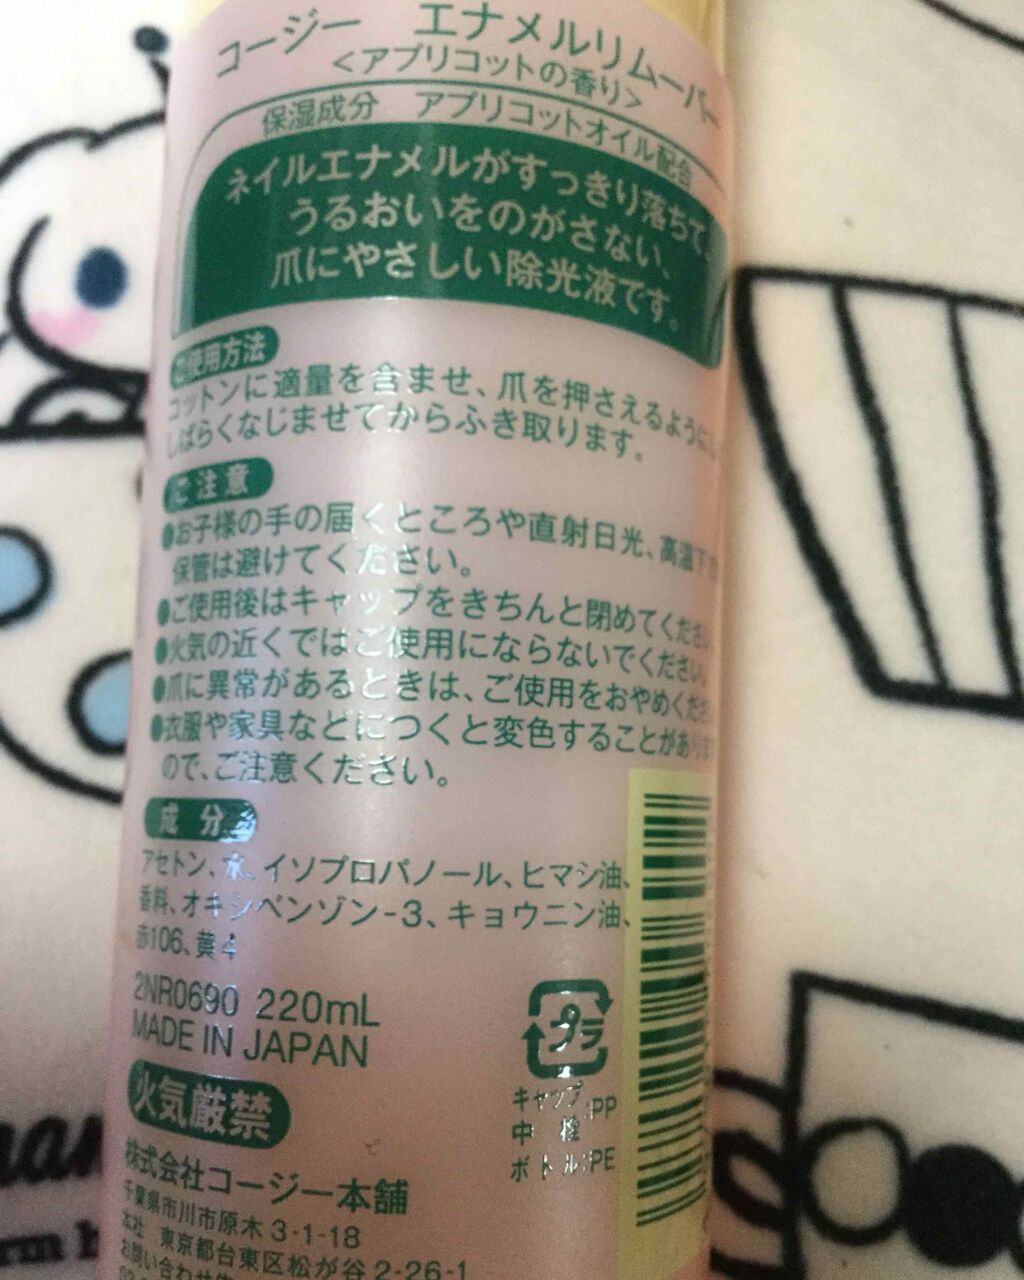 コージー エナメルリムーバー
<アプリコットの香り>
保湿成分 アプリコットオイル配合
ネイルエナメルがすっきり落ちて、
うるおいをのがさない、
爪にやさしい除光液です。
ご使用方法
コットンに適量を含ませ、爪を押さえるように
しばらくなじませてからふき取ります。
ご注意
●お子様の手の届くところや直射日光、高温下
保管は避けてください。
●ご使用後はキャップをきちんと閉めてくださ
●火気の近くではご使用にならないでください
●爪に異常があるときは、ご使用をおやめくださ
●衣服や家具などにつくと変色することがあり
ので、ご注意ください。
成分
アセトン、水、イソプロパノール、ヒマシ油、
香料、オキシベンゾン-3、キョウニン油、
赤106、黄4
2NR0690 220mL
MADE IN JAPAN
プラ
キャップ:PP
中栓
ボトル:PE
火気厳禁
株式会社コージー本舗
千葉県市川市原木3-1-18
本社 東京都台東区松が谷2-26-1
お問い合わせ先